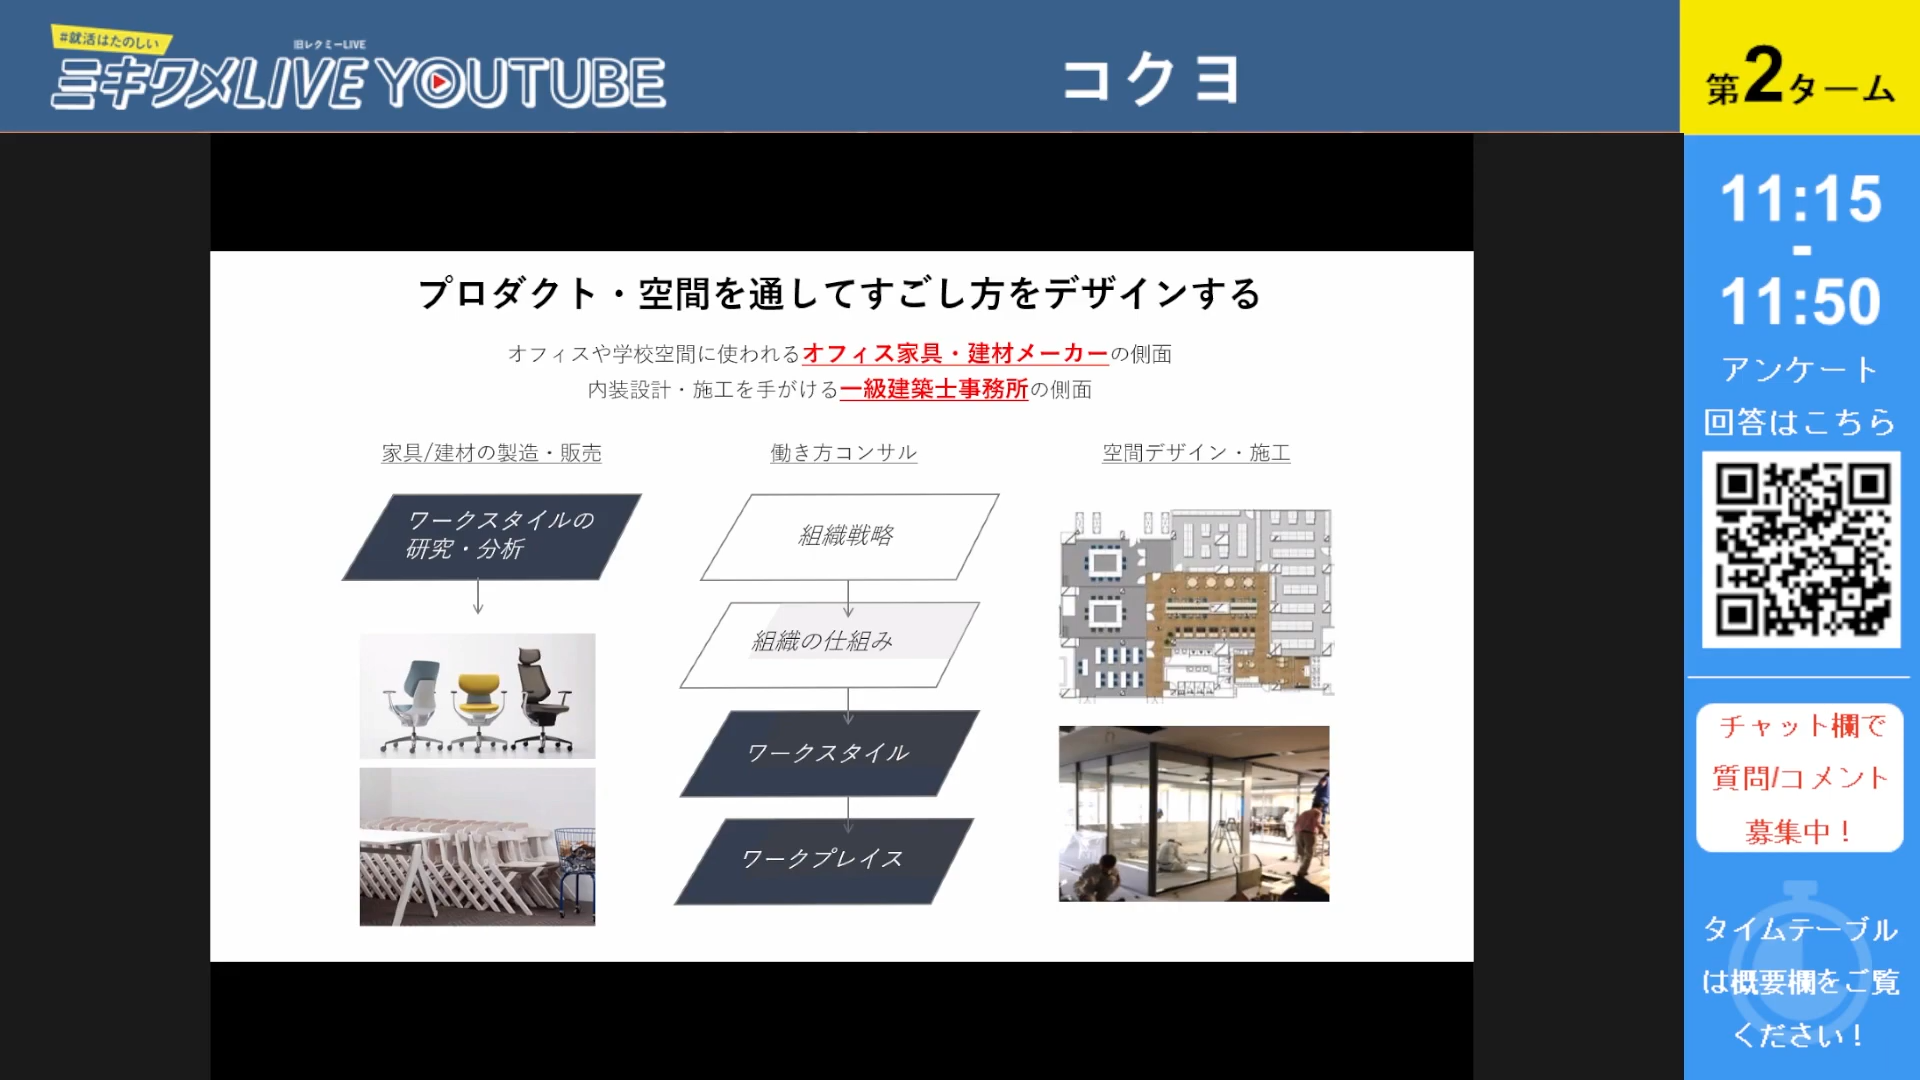 #就活はたのしい
旧レクミーLIVE
ミキワメLIVE YOUTUBE
コクヨ
第2ターム
プロダクト・空間を通してすごし方をデザインする
オフィスや学校空間に使われるオフィス家具・建材メーカーの側面
内装設計・施工を手がける一級建築士事務所の側面
家具/建材の製造・販売
ワークスタイルの
研究・分析
働き方コンサル
組織戦略
組織の仕組み
ワークスタイル
ワークプレイス
空間デザイン・施工
11:15
-
11:50
アンケート
回答はこちら
チャット欄で
質問/コメント
募集中！
タイムテーブル
は概要欄をご覧
ください！